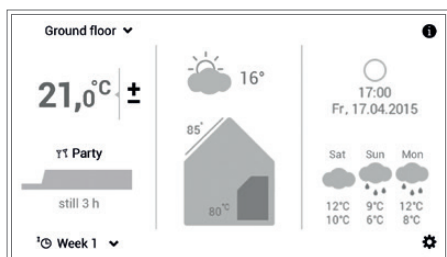 Ground floor
i
21,0°C ±
Party
still 3 h
Week 1
16°
85°
80°C
17:00
Fr, 17.04.2015
Sat Sun Mon
12°C 9°C 12°C
10°C 6°C 8°C